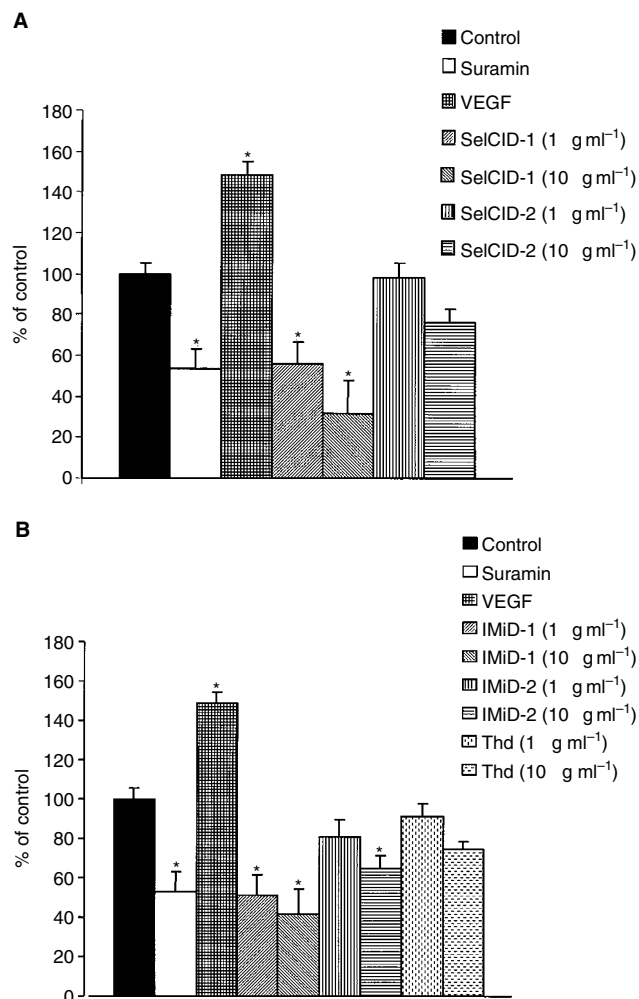 A
Control
Suramin
VEGF
SelCID-1 (1 g ml⁻¹)
SelCID-1 (10 g ml⁻¹)
SelCID-2 (1 g ml⁻¹)
SelCID-2 (10 g ml⁻¹)
% of control
180
160
140
120
100
80
60
40
20
0
*
*
*
*
B
Control
Suramin
VEGF
IMiD-1 (1 g ml⁻¹)
IMiD-1 (10 g ml⁻¹)
IMiD-2 (1 g ml⁻¹)
IMiD-2 (10 g ml⁻¹)
Thd (1 g ml⁻¹)
Thd (10 g ml⁻¹)
% of control
180
160
140
120
100
80
60
40
20
0
*
*
*
*
*